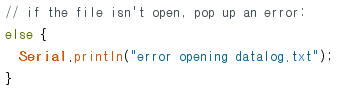 // if the file isn't open, pop up an error:
else {
  Serial.println("error opening datalog.txt");
}